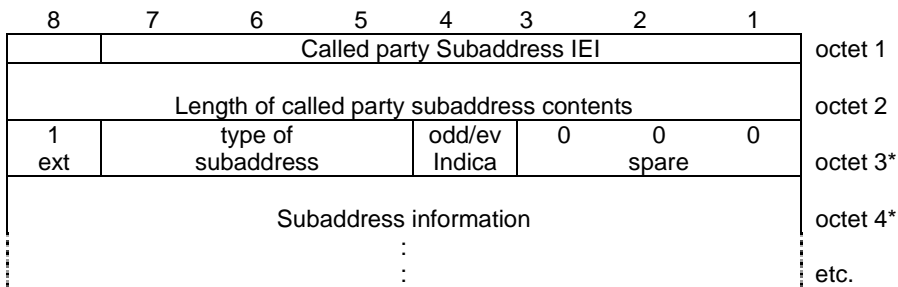 8 7 6 5 4 3 2 1
Called party Subaddress IEI octet 1
Length of called party subaddress contents octet 2
1 type of odd/ev 0 0 0
ext subaddress Indica spare octet 3*
Subaddress information octet 4*
:
: etc.